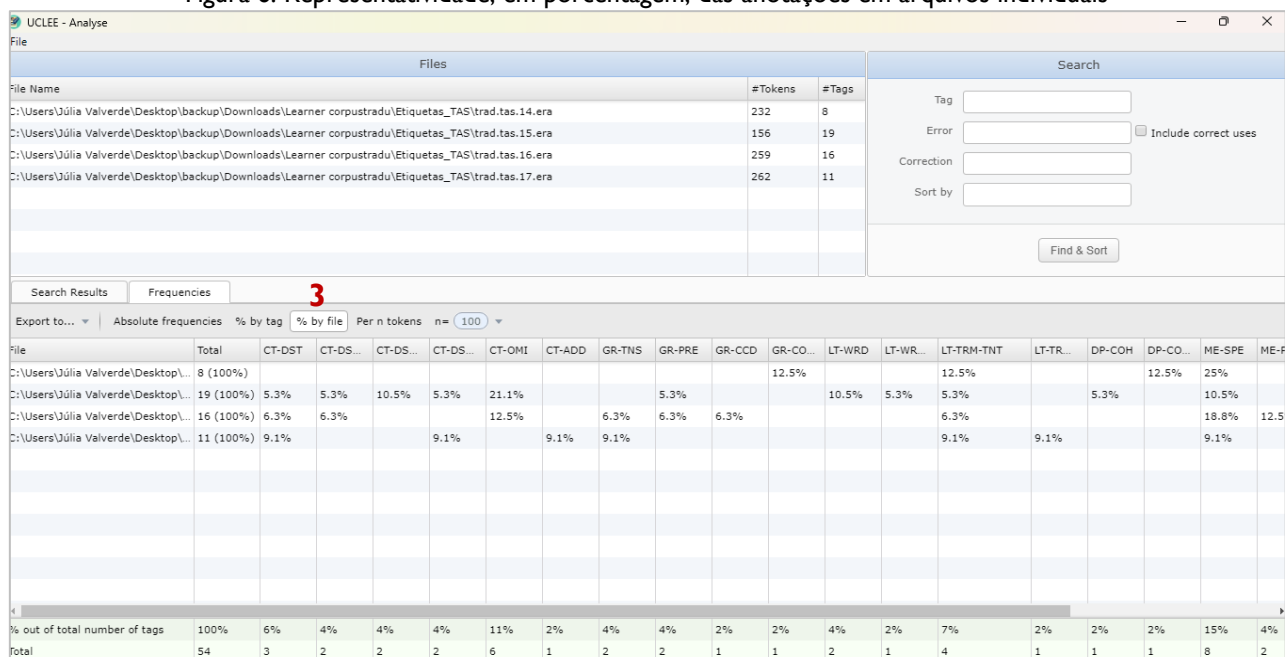 Figura 6. Representatividade, em porcentagem, das anotações em arquivos individuais
UCLEE - Analyse
File
Files
Search
File Name #Tokens #Tags
C:\Users\Júlia Valverde\Desktop\backup\Downloads\Learner corpustradu\Etiquetas_TAS\trad.tas.14.era 232 8
C:\Users\Júlia Valverde\Desktop\backup\Downloads\Learner corpustradu\Etiquetas_TAS\trad.tas.15.era 156 19
C:\Users\Júlia Valverde\Desktop\backup\Downloads\Learner corpustradu\Etiquetas_TAS\trad.tas.16.era 259 16
C:\Users\Júlia Valverde\Desktop\backup\Downloads\Learner corpustradu\Etiquetas_TAS\trad.tas.17.era 262 11
Tag
Error Include correct uses
Correction
Sort by
Find & Sort
Search Results Frequencies 3
Export to... Absolute frequencies % by tag % by file Per n tokens n= 100
File Total CT-DST CT-DS... CT-DS... CT-DS... CT-OMI CT-ADD GR-TNS GR-PRE GR-CCD GR-CO... LT-WRD LT-WR... LT-TRM-TNT LT-TR... DP-COH DP-CO... ME-SPE ME-P
C:\Users\Júlia Valverde\Desktop\... 8 (100%) 12.5% 12.5% 12.5% 25%
C:\Users\Júlia Valverde\Desktop\... 19 (100%) 5.3% 5.3% 10.5% 5.3% 21.1% 5.3% 10.5% 5.3% 5.3% 5.3% 10.5%
C:\Users\Júlia Valverde\Desktop\... 16 (100%) 6.3% 6.3% 12.5% 6.3% 6.3% 6.3% 6.3% 18.8% 12.5
C:\Users\Júlia Valverde\Desktop\... 11 (100%) 9.1% 9.1% 9.1% 9.1% 9.1% 9.1% 9.1%
% out of total number of tags 100% 6% 4% 4% 4% 11% 2% 4% 4% 2% 2% 4% 2% 7% 2% 2% 2% 15% 4%
Total 54 3 2 2 2 6 1 2 2 1 1 2 1 4 1 1 1 8 2